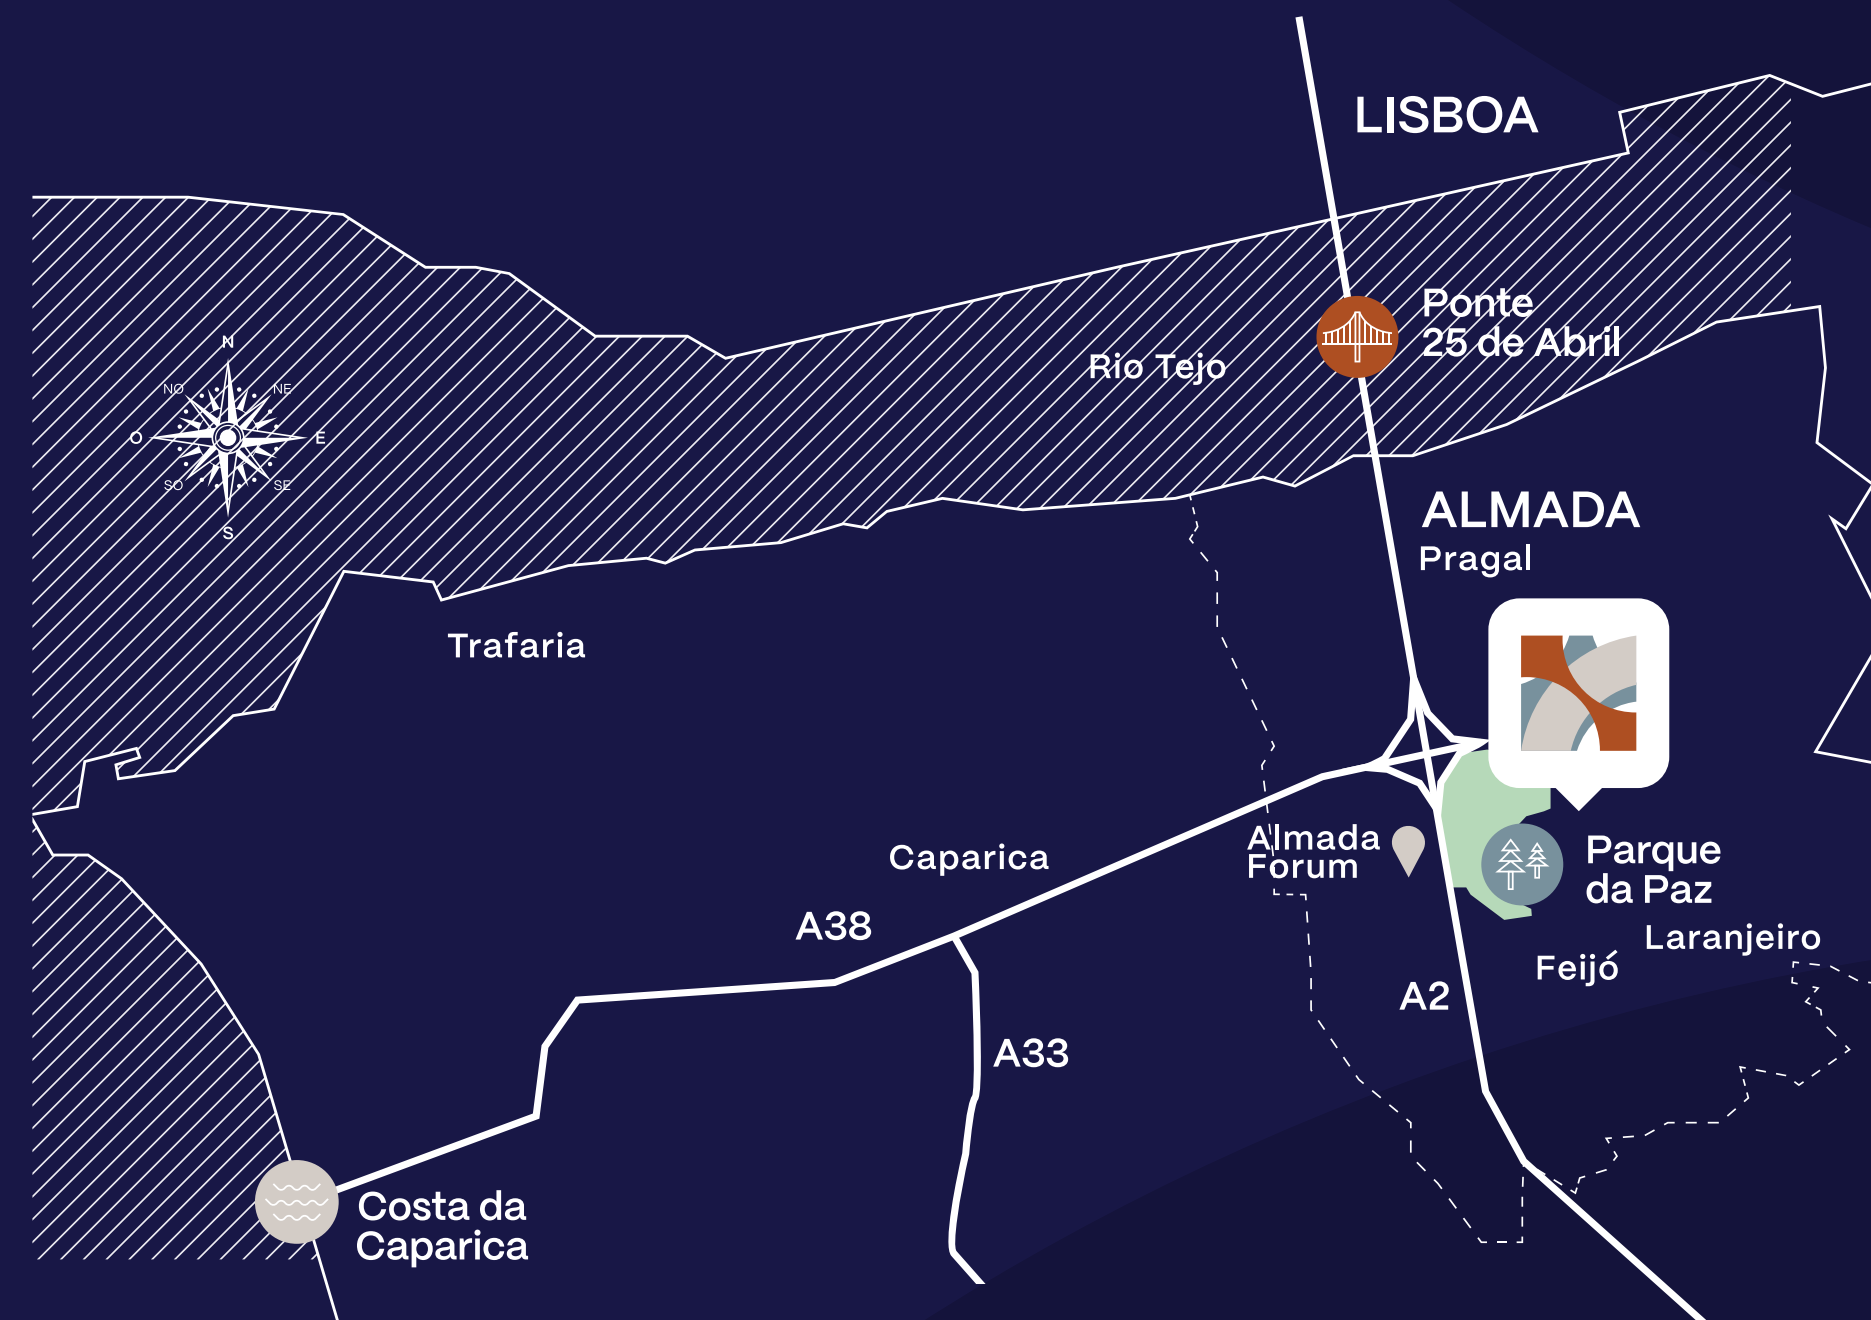 LISBOA
Ponte
25 de Abril
Rio Tejo
N
NO
NE
O
E
SO
SE
S
ALMADA
Pragal
Trafaria
Almada
Forum
Parque
da Paz
Caparica
A38
Laranjeiro
Feijó
A2
A33
Costa da
Caparica